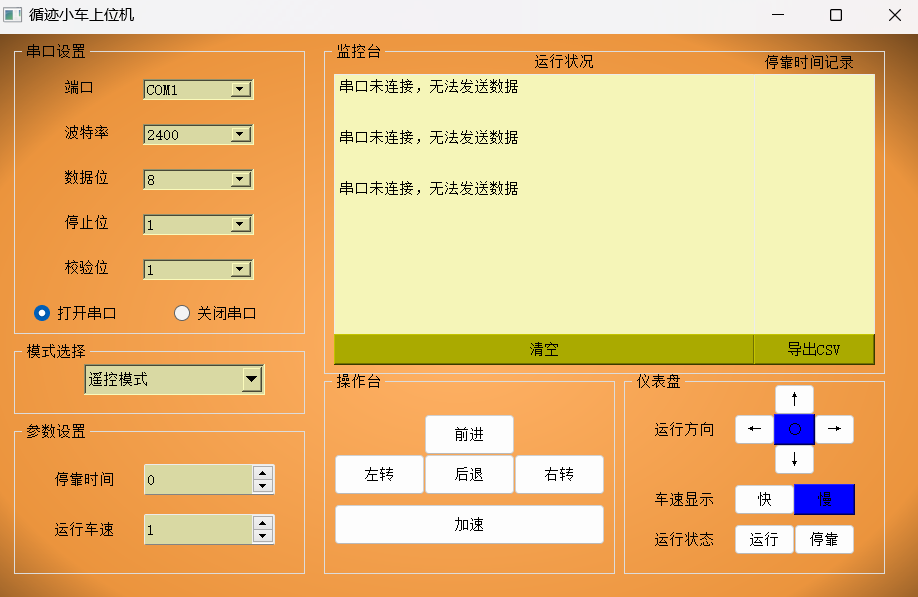 循迹小车上位机
串口设置
端口 COM1
波特率 2400
数据位 8
停止位 1
校验位 1
打开串口 关闭串口
模式选择
遥控模式
参数设置
停靠时间 0
运行车速 1
监控台
运行状况 停靠时间记录
串口未连接，无法发送数据
串口未连接，无法发送数据
串口未连接，无法发送数据
清空 导出CSV
操作台
前进
左转 后退 右转
加速
仪表盘
↑
运行方向 ← ○ →
↓
车速显示 快 慢
运行状态 运行 停靠